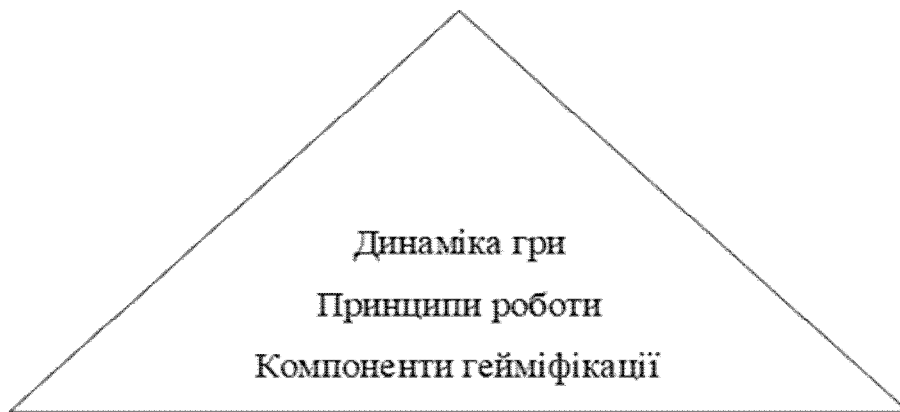 Динаміка гри
Принципи роботи
Компоненти гейміфікації